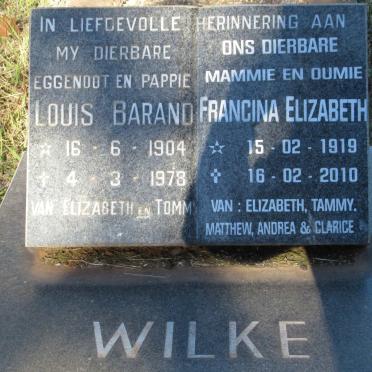 IN LIEFDEVOLLE HERINNERING AAN
MY DIERBARE
EGGENOOT EN PAPPIE
LOUIS BARAND
☆ 16 - 6 - 1904
✝ 4 - 3 - 1978
VAN ELIZABETH EN TOMM
ONS DIERBARE
MAMMIE EN OUMIE
FRANCINA ELIZABETH
☆ 15 - 02 - 1919
✝ 16 - 02 - 2010
VAN : ELIZABETH, TAMMY.
MATTHEW, ANDREA & CLARICE
WILKE